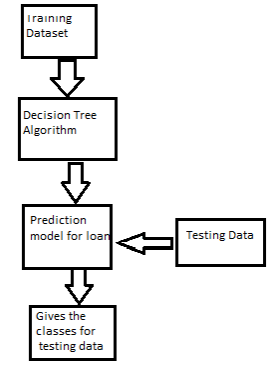 Training
Dataset
Decision Tree
Algorithm
Prediction
model for loan
Testing Data
Gives the
classes for
testing data